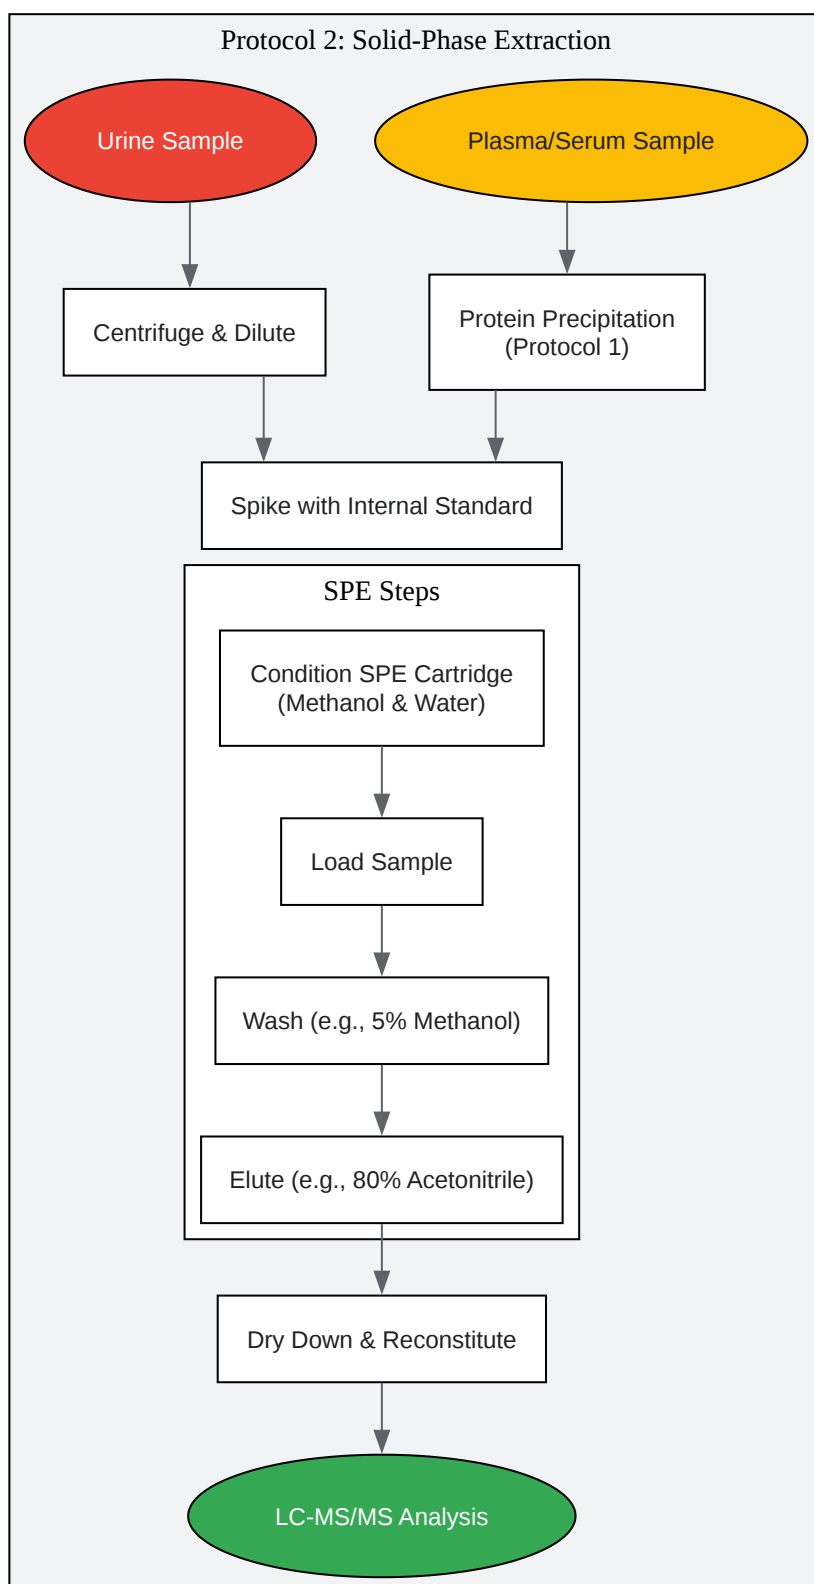 Protocol 2: Solid-Phase Extraction
Urine Sample
Plasma/Serum Sample
Centrifuge & Dilute
Protein Precipitation
(Protocol 1)
Spike with Internal Standard
SPE Steps
Condition SPE Cartridge
(Methanol & Water)
Load Sample
Wash (e.g., 5% Methanol)
Elute (e.g., 80% Acetonitrile)
Dry Down & Reconstitute
LC-MS/MS Analysis